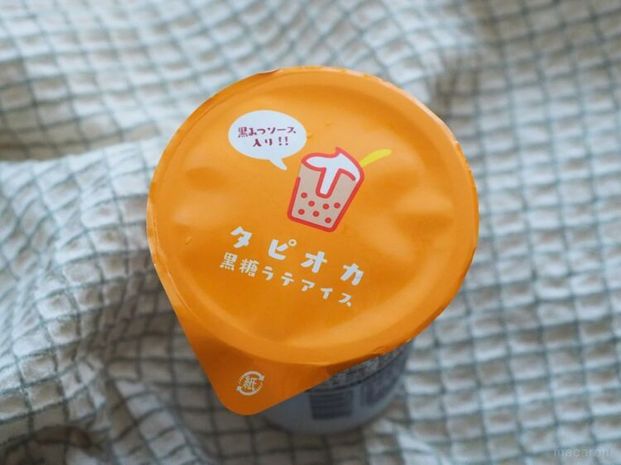 黒みつソース
入り!!
タピオカ
黒糖ラテアイス
紙
macaroni